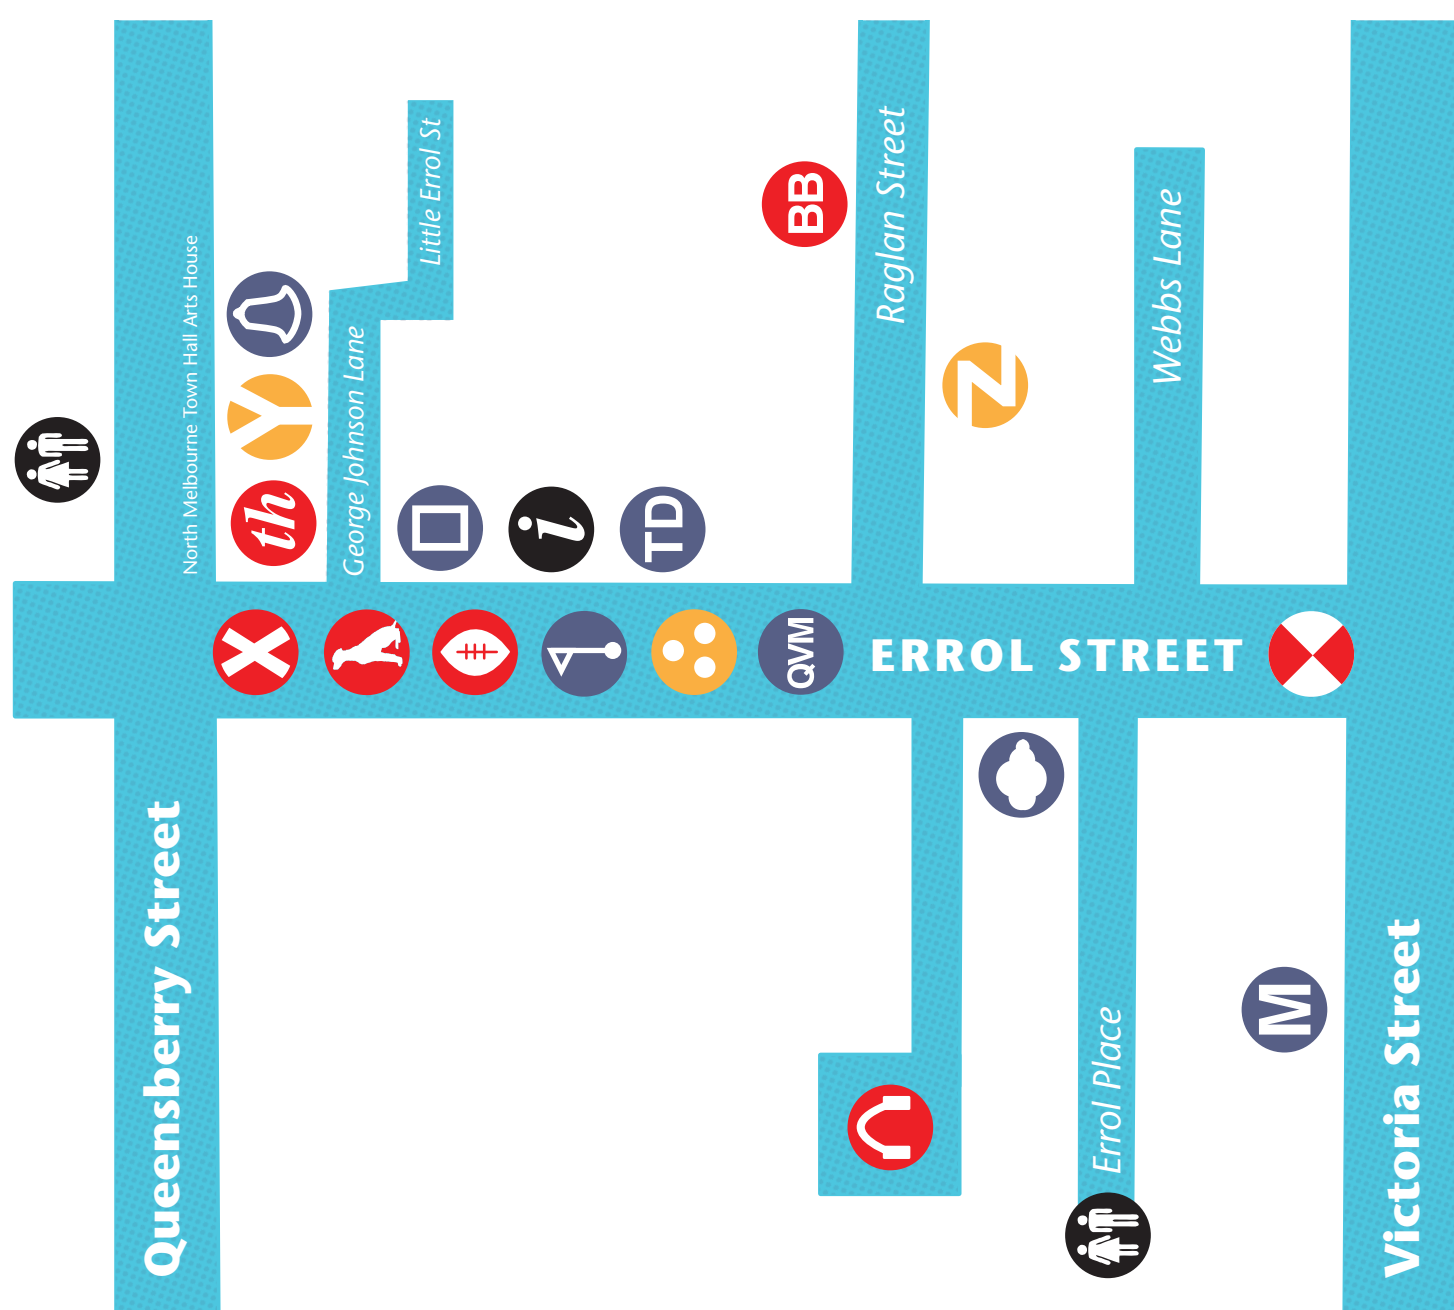 Queensberry Street
North Melbourne Town Hall Arts House
th
Y
George Johnson Lane
Little Errol St
i
TD
BB
Raglan Street
Z
Webbs Lane
X
QVM
ERROL STREET
Errol Place
M
Victoria Street